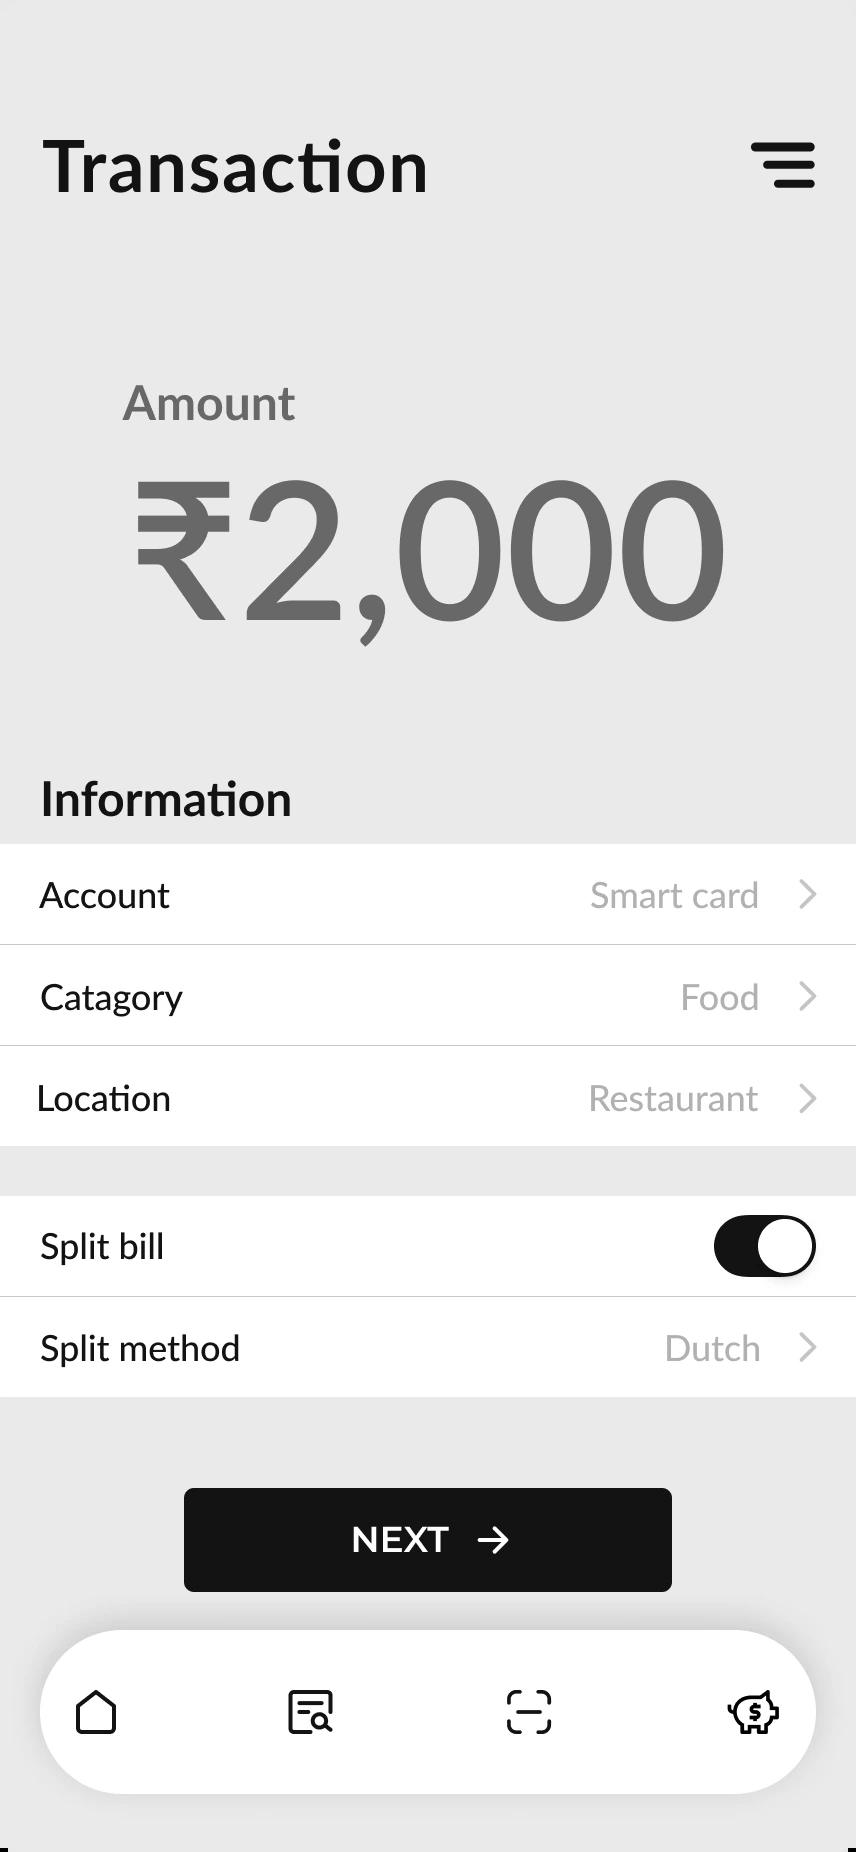 Transaction
Amount
₹2,000
Information
Account Smart card
Catagory Food
Location Restaurant
Split bill
Split method Dutch
NEXT →
$